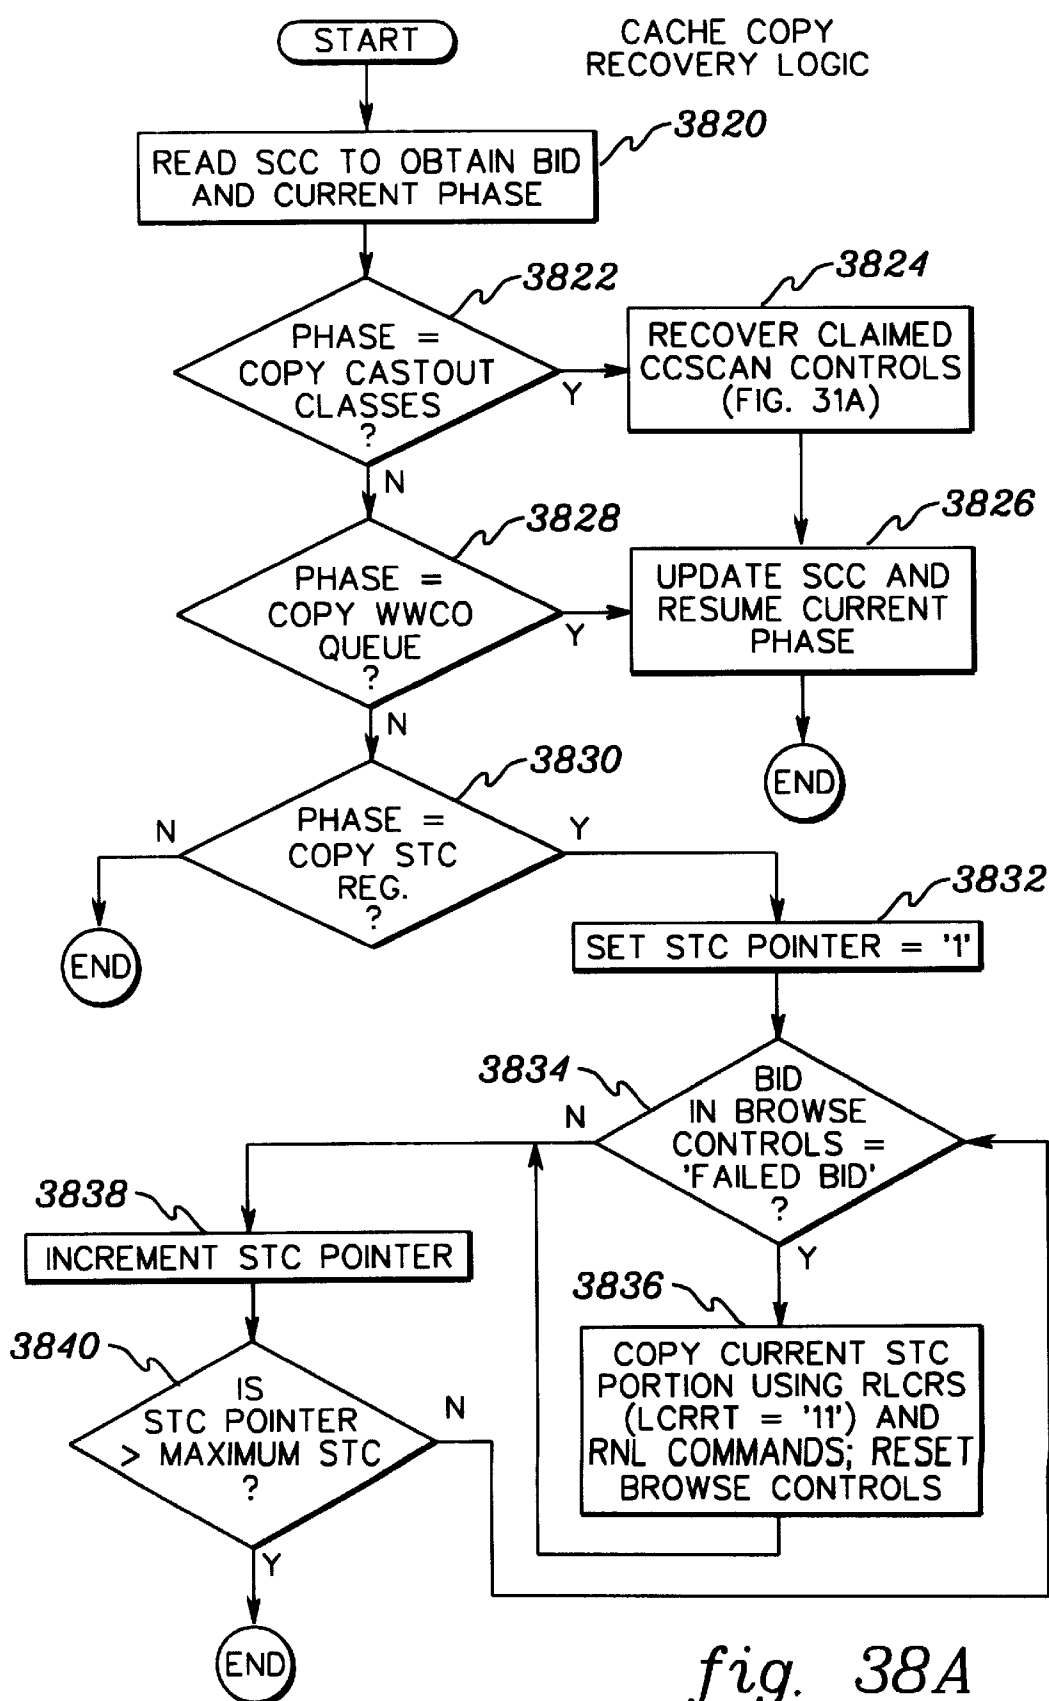 START
CACHE COPY
RECOVERY LOGIC
3820
READ SCC TO OBTAIN BID
AND CURRENT PHASE
3822
PHASE =
COPY CASTOUT
CLASSES
?
Y
N
3824
RECOVER CLAIMED
CCSCAN CONTROLS
(FIG. 31A)
3826
UPDATE SCC AND
RESUME CURRENT
PHASE
END
3828
PHASE =
COPY WWCO
QUEUE
?
Y
N
3830
PHASE =
COPY STC
REG.
?
N
Y
END
3832
SET STC POINTER = '1'
3834
BID
IN BROWSE
CONTROLS =
'FAILED BID'
?
N
Y
3836
COPY CURRENT STC
PORTION USING RLCRS
(LCRRT = '11') AND
RNL COMMANDS; RESET
BROWSE CONTROLS
3838
INCREMENT STC POINTER
3840
IS
STC POINTER
> MAXIMUM STC
?
N
Y
END
fig. 38A